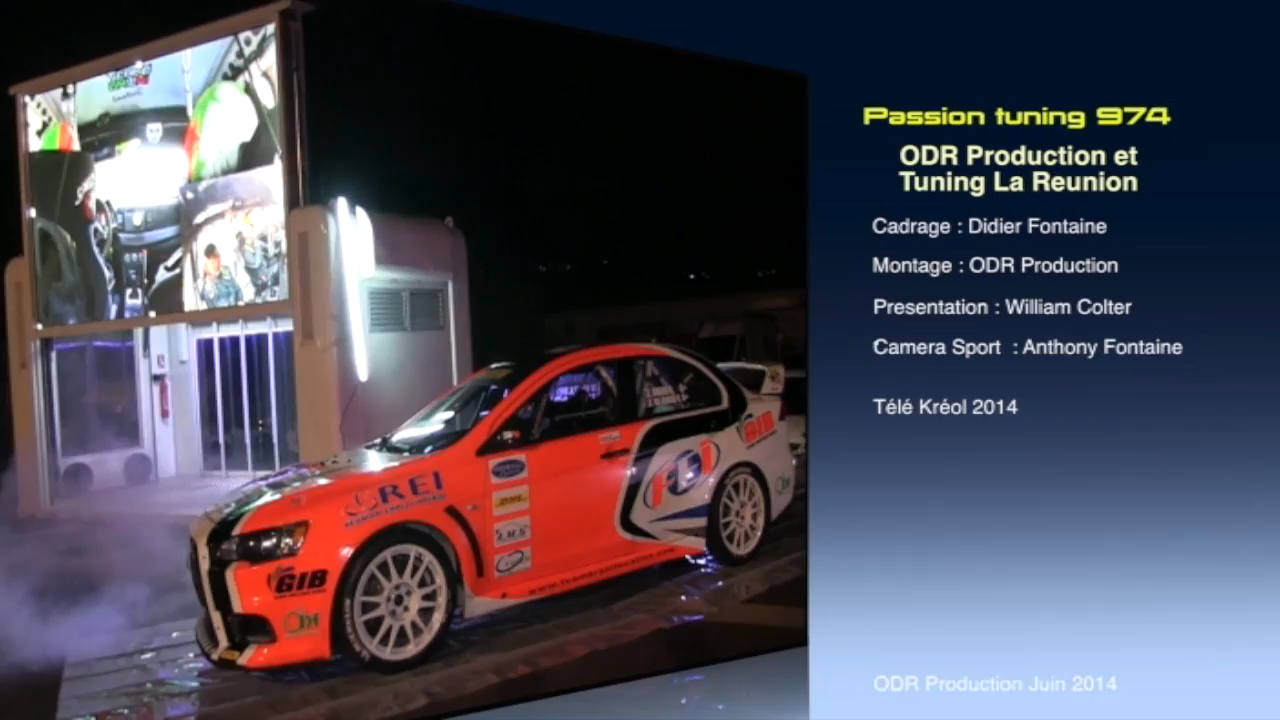 Passion tuning 974
ODR Production et
Tuning La Reunion
Cadrage : Didier Fontaine
Montage : ODR Production
Presentation : William Colter
Camera Sport : Anthony Fontaine
Télé Kréol 2014
ODR Production Juin 2014
REI
DHL
GIB
GIB